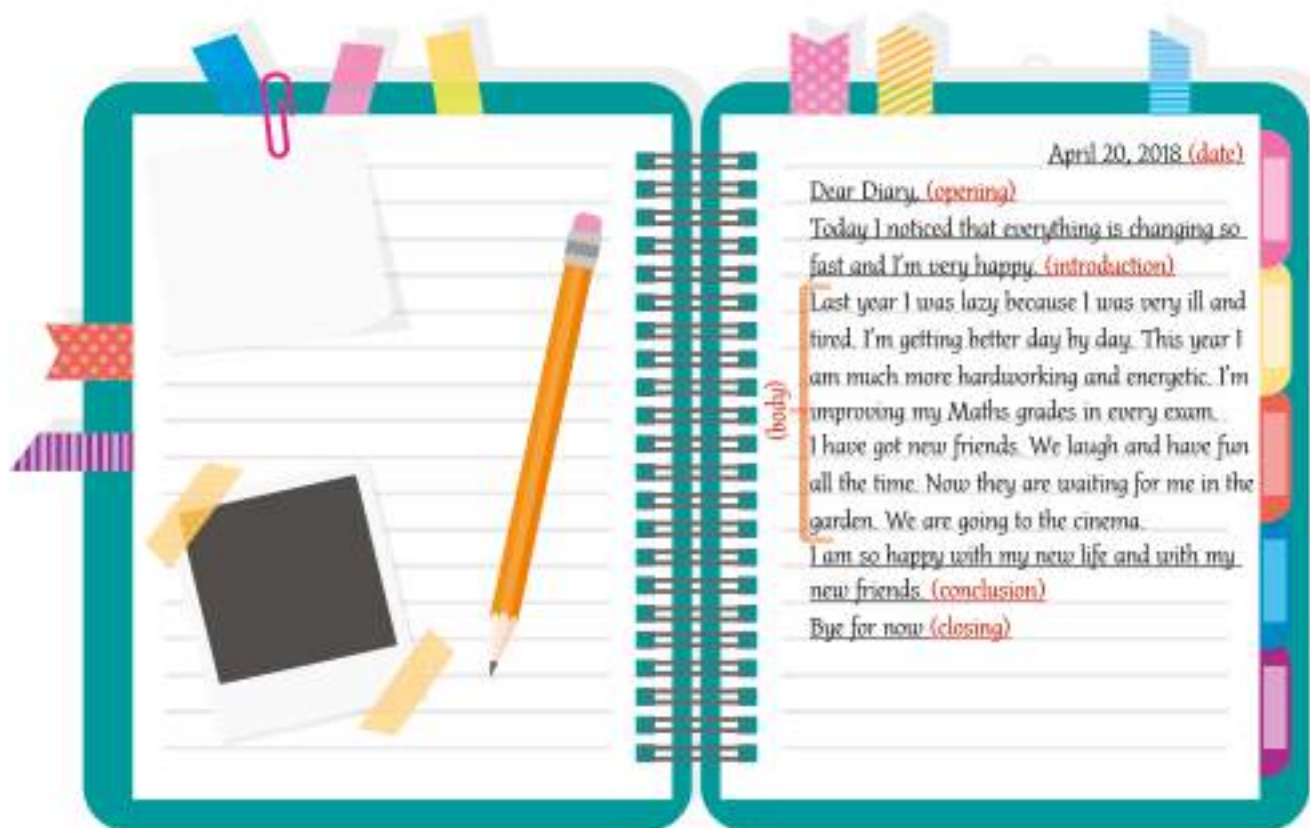 April 20, 2018 (date)
Dear Diary, (opening)
Today I noticed that everything is changing so
fast and I'm very happy. (introduction)
(body)
Last year I was lazy because I was very ill and
tired. I'm getting better day by day. This year I
am much more hardworking and energetic. I'm
improving my Maths grades in every exam.
I have got new friends. We laugh and have fun
all the time. Now they are waiting for me in the
garden. We are going to the cinema.
I am so happy with my new life and with my
new friends. (conclusion)
Bye for now (closing)